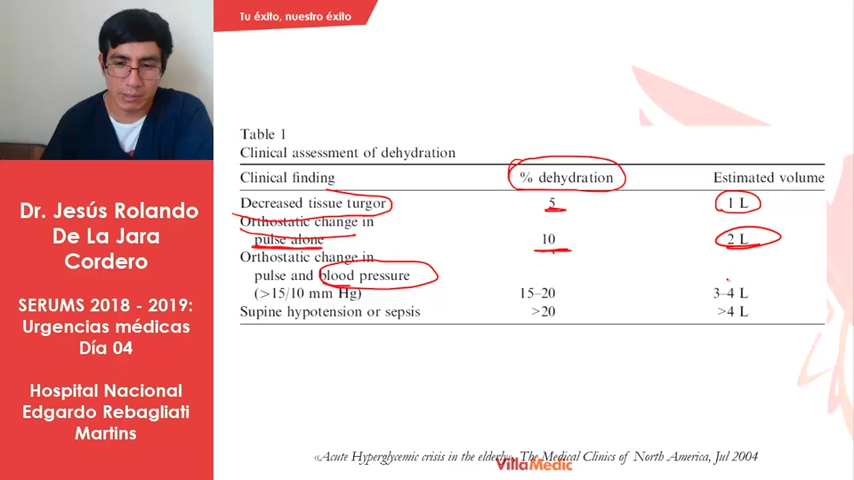 Tu éxito, nuestro éxito
Dr. Jesús Rolando
De La Jara
Cordero
SERUMS 2018 - 2019:
Urgencias médicas
Día 04
Hospital Nacional
Edgardo Rebagliati
Martins
Table 1
Clinical assessment of dehydration
Clinical finding % dehydration Estimated volume
Decreased tissue turgor 5 1 L
Orthostatic change in
pulse alone 10 2 L
Orthostatic change in
pulse and blood pressure
(>15/10 mm Hg) 15–20 3–4 L
Supine hypotension or sepsis >20 >4 L
«Acute Hyperglycemic crisis in the elderly». The Medical Clinics of North America, Jul 2004
VillaMedic